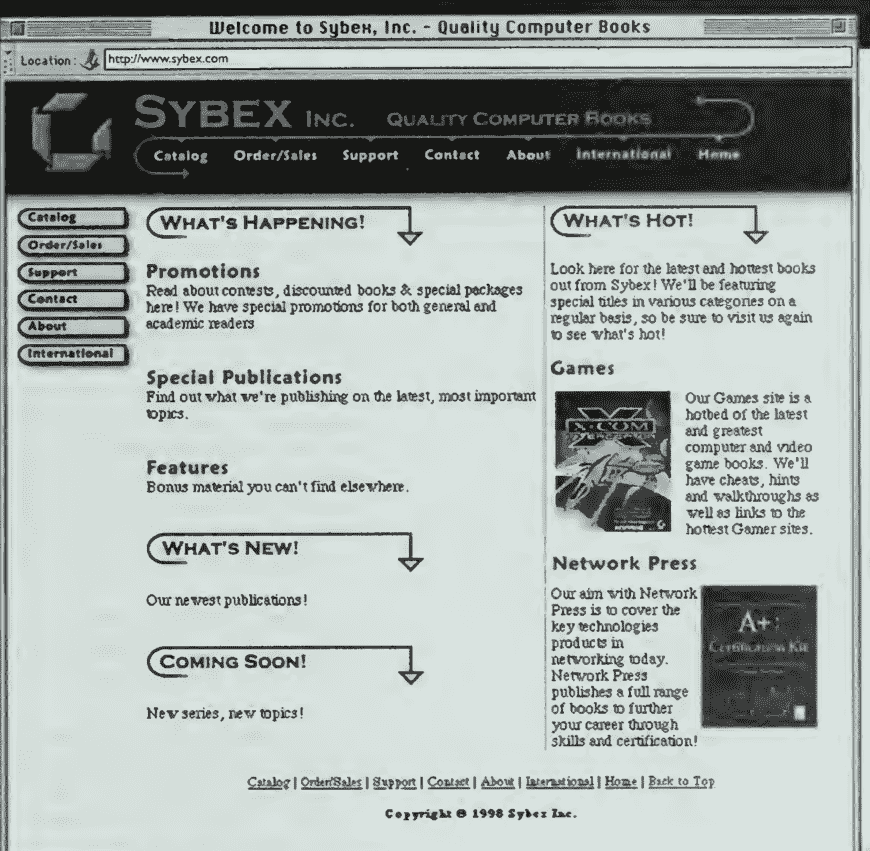 Welcome to Sybex, Inc. - Quality Computer Books
Location: http://www.sybex.com
SYBEX INC. QUALITY COMPUTER BOOKS
Catalog Order/Sales Support Contact About International Home
Catalog
Order/Sales
Support
Contact
About
International
WHAT'S HAPPENING!
Promotions
Read about contests, discounted books & special packages
here! We have special promotions for both general and
academic readers
Special Publications
Find out what we're publishing on the latest, most important
topics.
Features
Bonus material you can't find elsewhere.
WHAT'S NEW!
Our newest publications!
COMING SOON!
New series, new topics!
WHAT'S HOT!
Look here for the latest and hottest books
out from Sybex! We'll be featuring
special titles in various categories on a
regular basis, so be sure to visit us again
to see what's hot!
Games
X-COM
Our Games site is a
hotbed of the latest
and greatest
computer and video
game books. We'll
have cheats, hints
and walkthroughs as
well as links to the
hottest Gamer sites.
Network Press
Our aim with Network
Press is to cover the
key technologies
products in
networking today.
Network Press
publishes a full range
of books to further
your career through
skills and certification!
A+:
Certification Kit
Catalog | Order/Sales | Support | Contact | About | International | Home | Back to Top
Copyright © 1998 Sybex Inc.